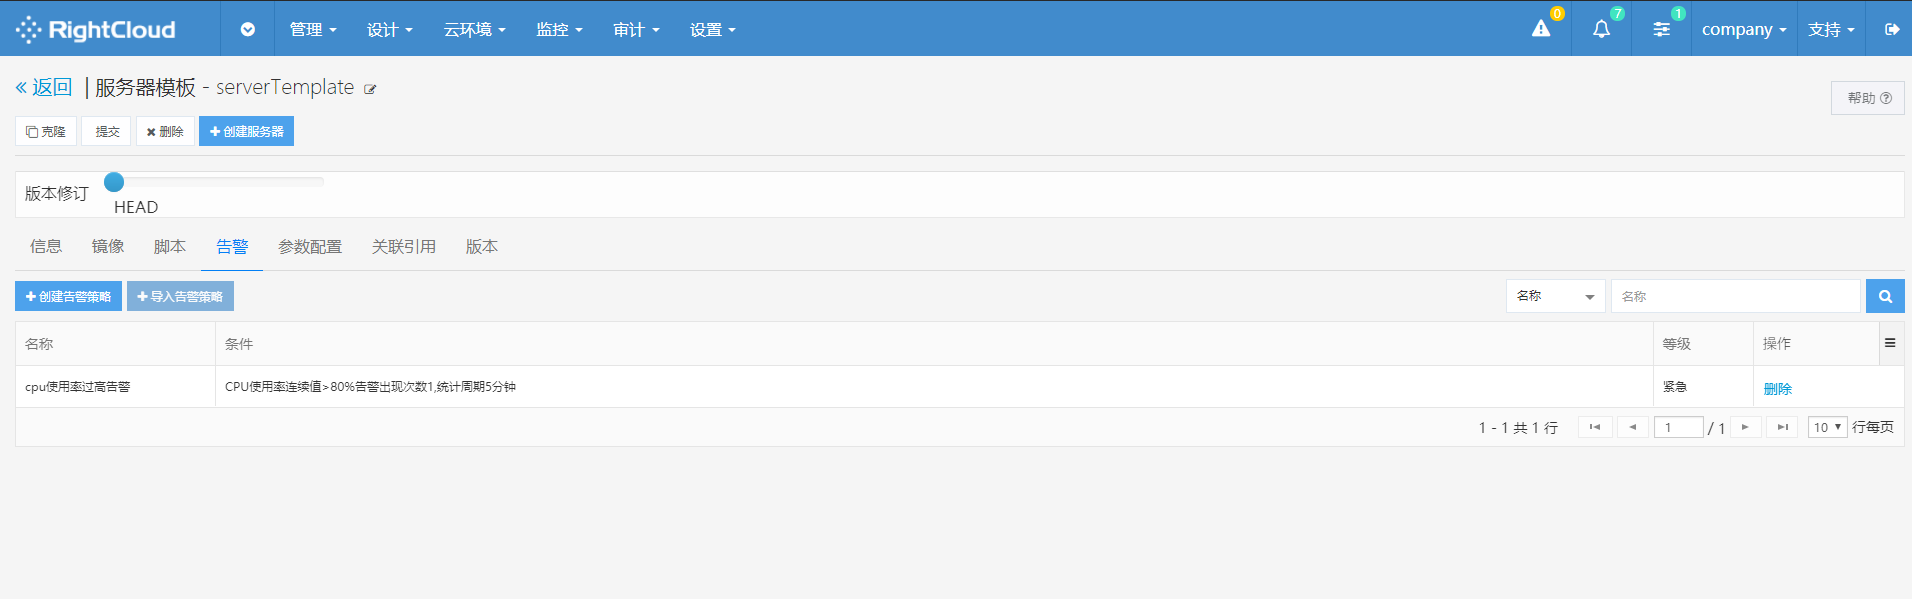 RightCloud 管理 设计 云环境 监控 审计 设置 0 7 1 company 支持
« 返回 | 服务器模板 - serverTemplate
帮助
克隆 提交 删除 创建服务器
版本修订
HEAD
信息 镜像 脚本 告警 参数配置 关联引用 版本
创建告警策略 导入告警策略 名称 名称
名称 条件 等级 操作
cpu使用率过高告警 CPU使用率连续值>80%告警出现次数1,统计周期5分钟 紧急 删除
1 - 1 共 1 行 1 / 1 10 行每页